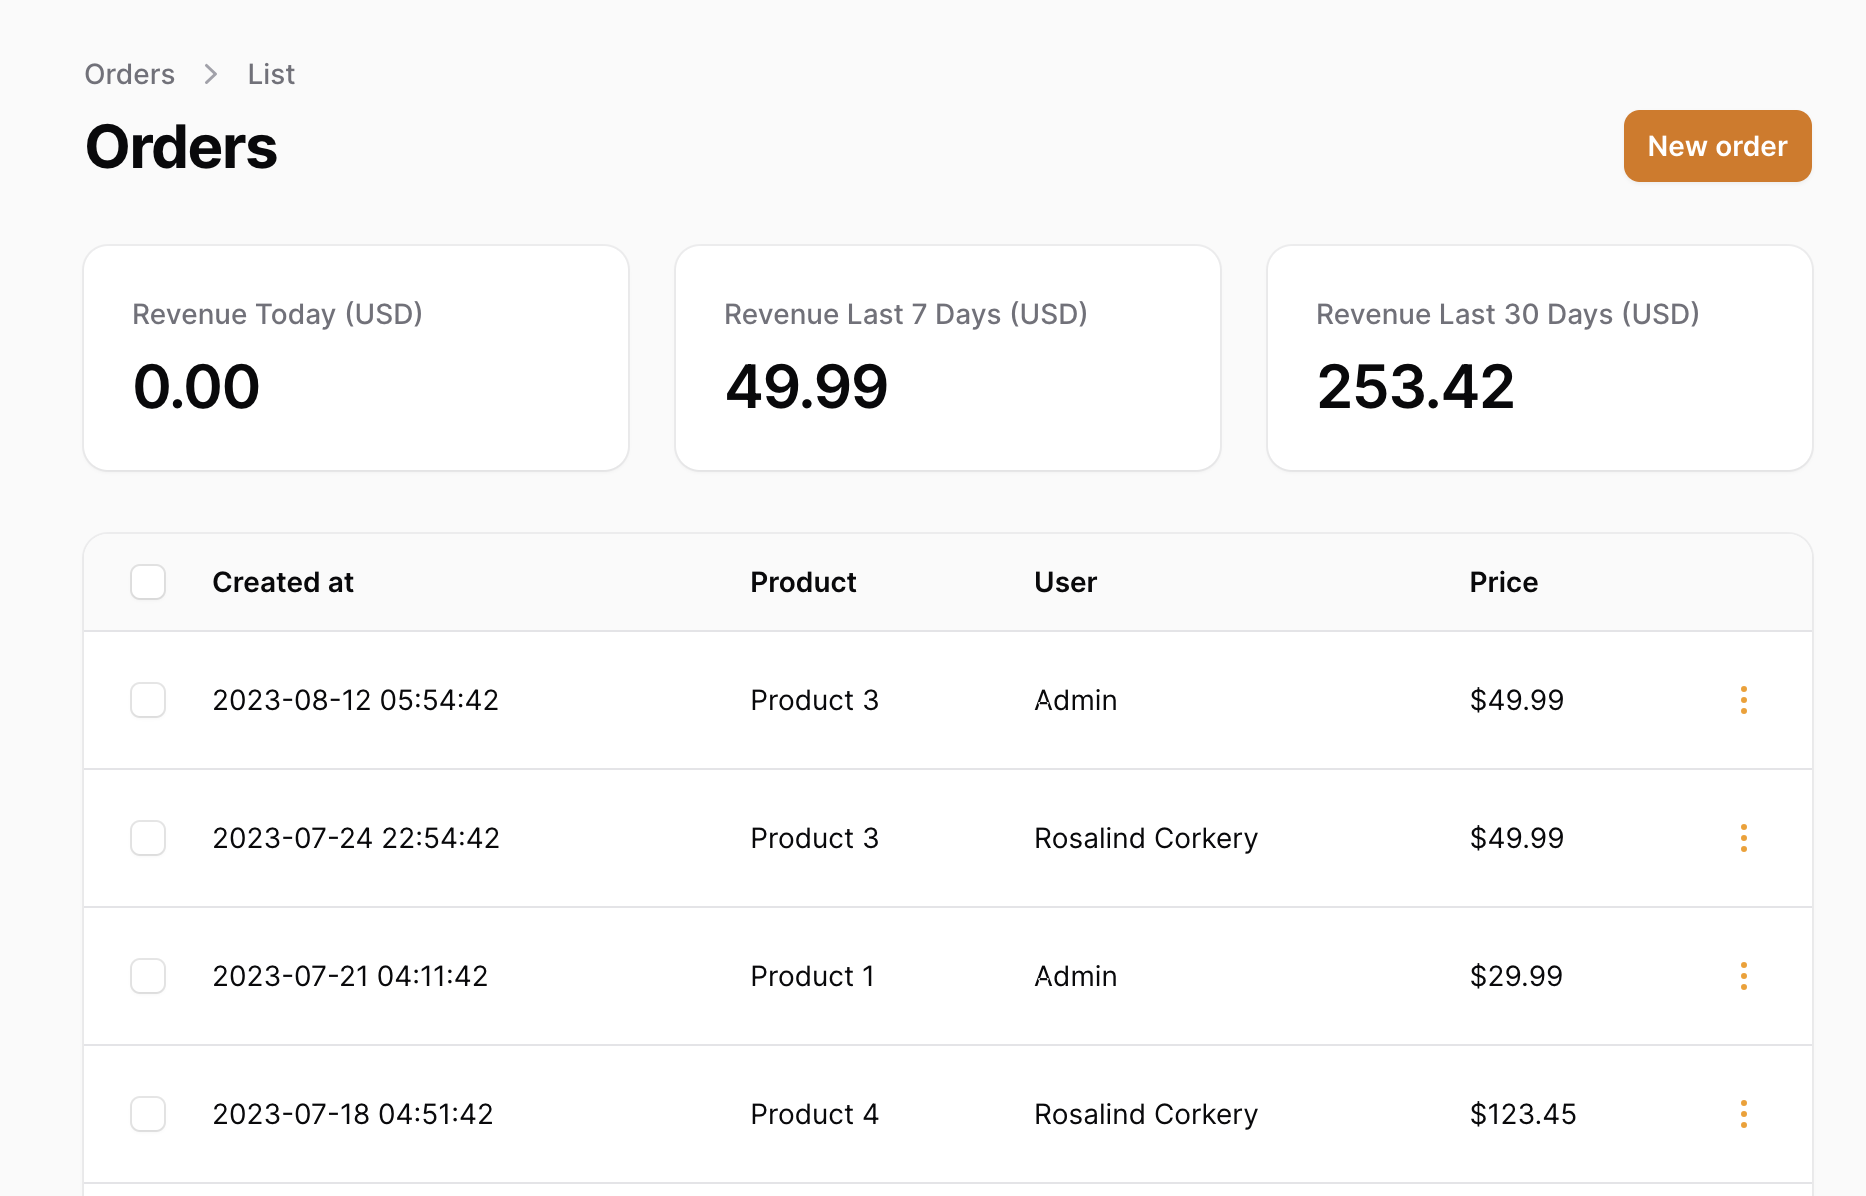 Orders > List
Orders
New order
Revenue Today (USD)
0.00
Revenue Last 7 Days (USD)
49.99
Revenue Last 30 Days (USD)
253.42
Created at Product User Price
2023-08-12 05:54:42 Product 3 Admin $49.99
2023-07-24 22:54:42 Product 3 Rosalind Corkery $49.99
2023-07-21 04:11:42 Product 1 Admin $29.99
2023-07-18 04:51:42 Product 4 Rosalind Corkery $123.45